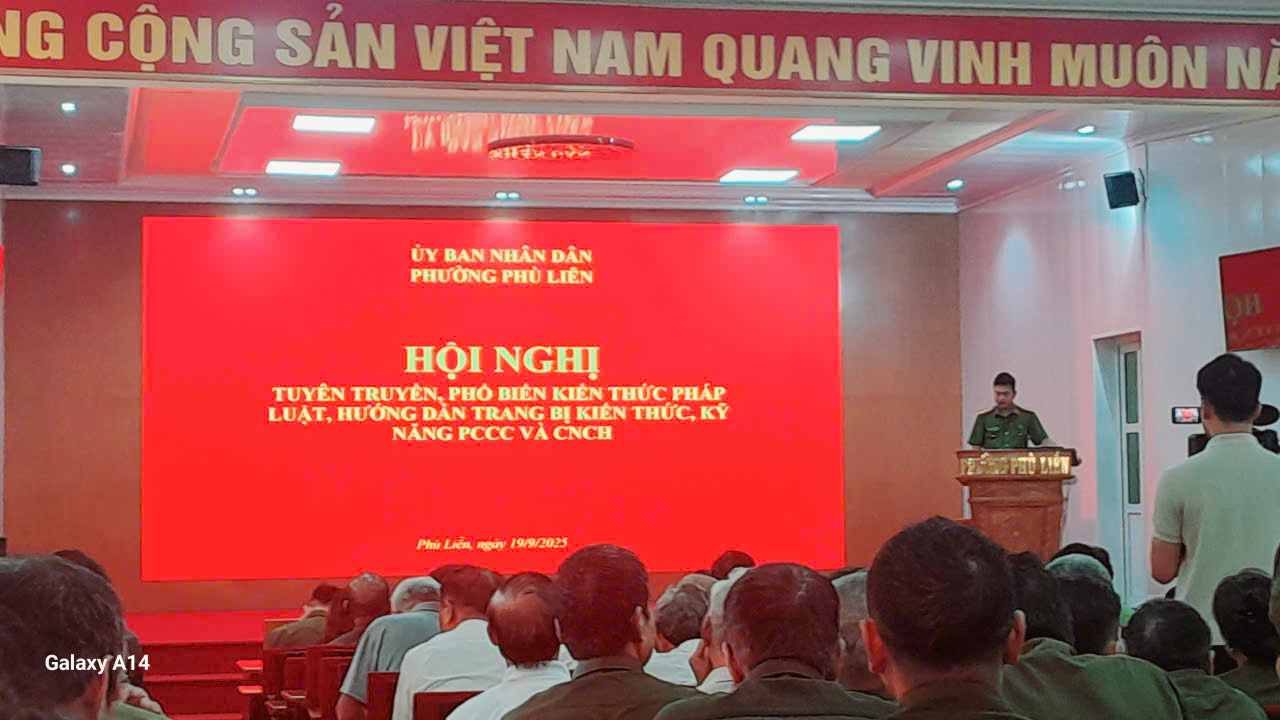 NG CỘNG SẢN VIỆT NAM QUANG VINH MUÔN NĂ
ỦY BAN NHÂN DÂN
PHƯỜNG PHÙ LIỄN
HỘI NGHỊ
TUYÊN TRUYỀN, PHỔ BIẾN KIẾN THỨC PHÁP
LUẬT, HƯỚNG DẪN TRANG BỊ KIẾN THỨC, KỸ
NĂNG PCCC VÀ CNCH
Phù Liễn, ngày 19/9/2025
PHƯỜNG PHÙ LIỄN
Galaxy A14